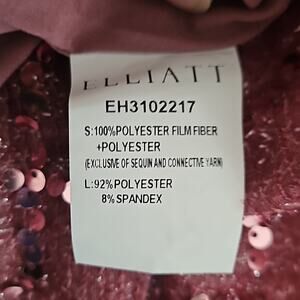 ELLIATT
EH3102217
S:100%POLYESTER FILM FIBER
+POLYESTER
(EXCLUSIVE OF SEQUIN AND CONNECTIVE YARN)
L:92%POLYESTER
8%SPANDEX